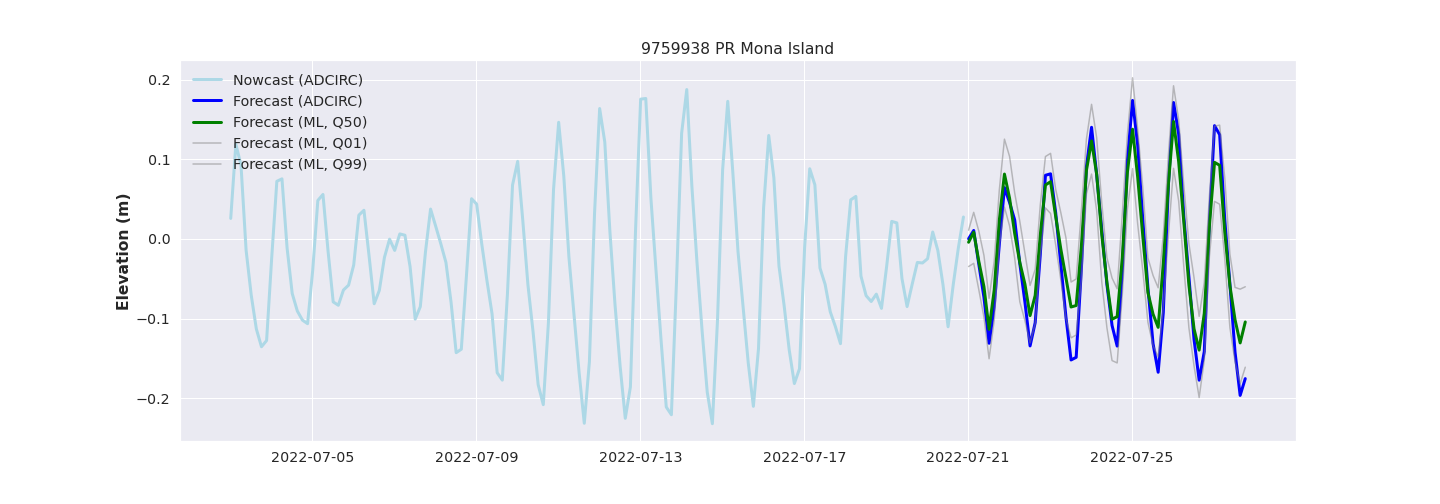 9759938 PR Mona Island
Elevation (m)
0.2
0.1
0.0
−0.1
−0.2
Nowcast (ADCIRC)
Forecast (ADCIRC)
Forecast (ML, Q50)
Forecast (ML, Q01)
Forecast (ML, Q99)
2022-07-05 2022-07-09 2022-07-13 2022-07-17 2022-07-21 2022-07-25